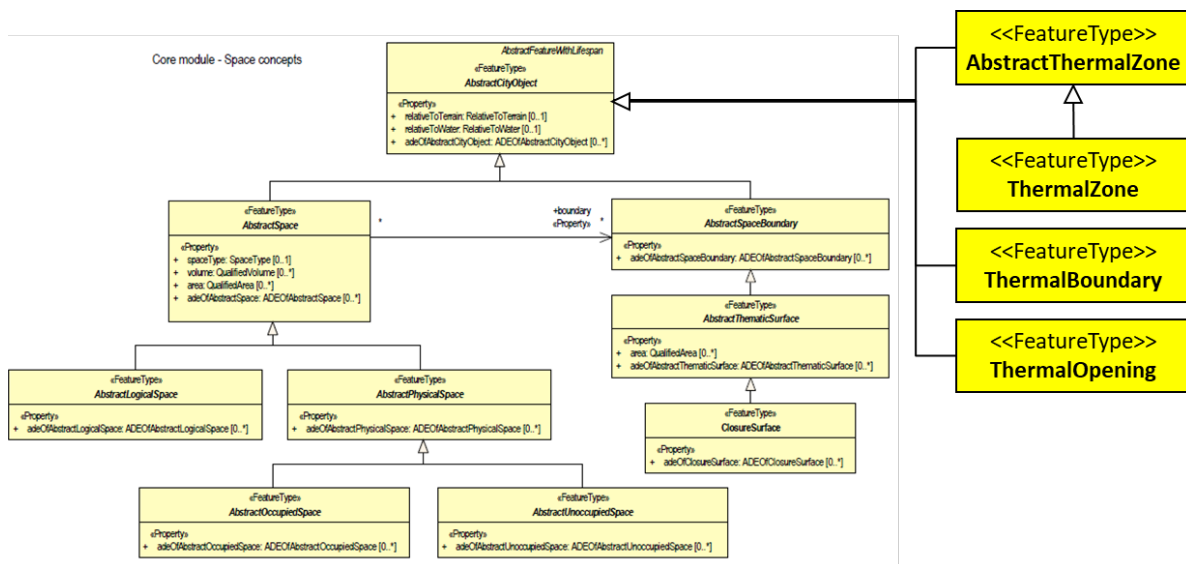 Core module - Space concepts
AbstractFeatureWithLifespan
«FeatureType»
AbstractCityObject
«Property»
+ relativeToTerrain: RelativeToTerrain [0..1]
+ relativeToWater: RelativeToWater [0..1]
+ adeOfAbstractCityObject: ADEOfAbstractCityObject [0..*]
<<FeatureType>>
AbstractThermalZone
<<FeatureType>>
ThermalZone
<<FeatureType>>
ThermalBoundary
<<FeatureType>>
ThermalOpening
«FeatureType»
AbstractSpace
«Property»
+ spaceType: SpaceType [0..1]
+ volume: QualifiedVolume [0..*]
+ area: QualifiedArea [0..*]
+ adeOfAbstractSpace: ADEOfAbstractSpace [0..*]
*
+boundary
«Property» *
«FeatureType»
AbstractSpaceBoundary
«Property»
+ adeOfAbstractSpaceBoundary: ADEOfAbstractSpaceBoundary [0..*]
«FeatureType»
AbstractThematicSurface
«Property»
+ area: QualifiedArea [0..*]
+ adeOfAbstractThematicSurface: ADEOfAbstractThematicSurface [0..*]
«FeatureType»
AbstractLogicalSpace
«Property»
+ adeOfAbstractLogicalSpace: ADEOfAbstractLogicalSpace [0..*]
«FeatureType»
AbstractPhysicalSpace
«Property»
+ adeOfAbstractPhysicalSpace: ADEOfAbstractPhysicalSpace [0..*]
«FeatureType»
ClosureSurface
«Property»
+ adeOfClosureSurface: ADEOfClosureSurface [0..*]
«FeatureType»
AbstractOccupiedSpace
«Property»
+ adeOfAbstractOccupiedSpace: ADEOfAbstractOccupiedSpace [0..*]
«FeatureType»
AbstractUnoccupiedSpace
«Property»
+ adeOfAbstractUnoccupiedSpace: ADEOfAbstractUnoccupiedSpace [0..*]